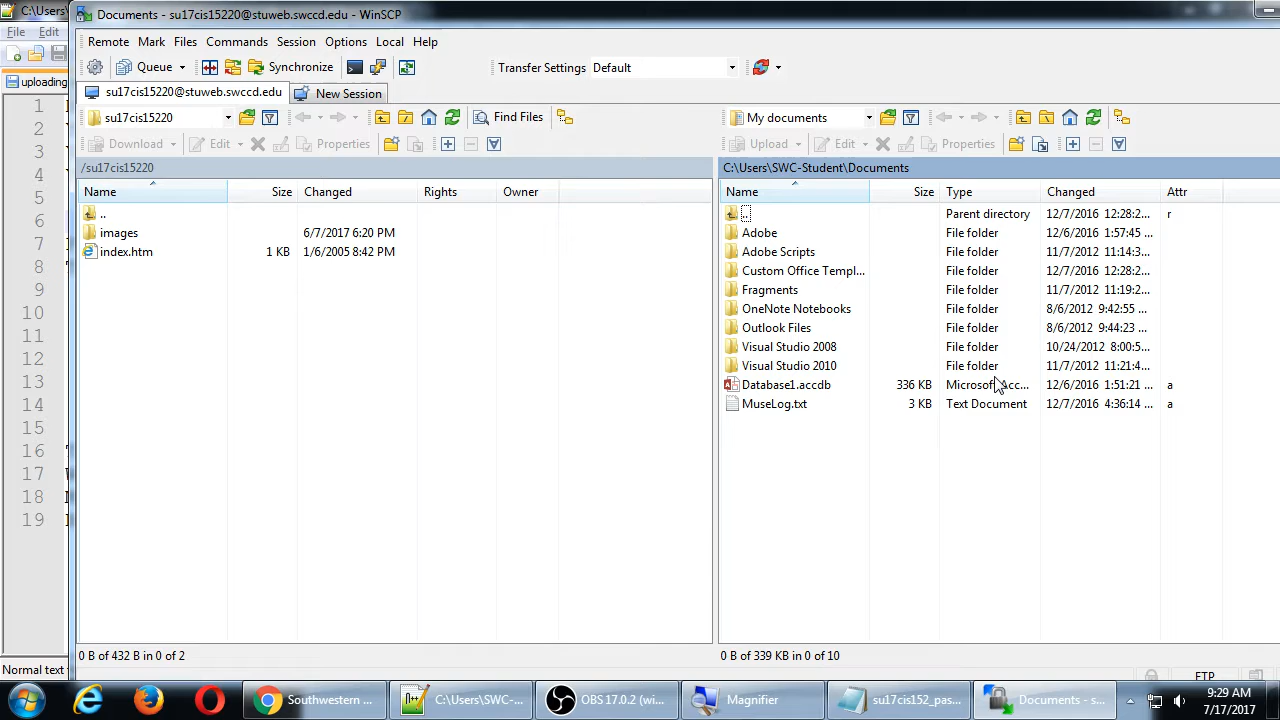 C:\Users\
Documents - su17cis15220@stuweb.swccd.edu - WinSCP
File Edit
Remote Mark Files Commands Session Options Local Help
Queue Synchronize Transfer Settings Default
uploading
su17cis15220@stuweb.swccd.edu New Session
su17cis15220 Find Files My documents
Download Edit Properties Upload Edit Properties
/su17cis15220 C:\Users\SWC-Student\Documents
Name Size Changed Rights Owner Name Size Type Changed Attr
.. .. Parent directory 12/7/2016 12:28:2... r
images 6/7/2017 6:20 PM Adobe File folder 12/6/2016 1:57:45 ...
index.htm 1 KB 1/6/2005 8:42 PM Adobe Scripts File folder 11/7/2012 11:14:3...
Custom Office Templ... File folder 12/7/2016 12:28:2...
Fragments File folder 11/7/2012 11:19:2...
OneNote Notebooks File folder 8/6/2012 9:42:55 ...
Outlook Files File folder 8/6/2012 9:44:23 ...
Visual Studio 2008 File folder 10/24/2012 8:00:5...
Visual Studio 2010 File folder 11/7/2012 11:21:4...
Database1.accdb 336 KB Microsoft Acc... 12/6/2016 1:51:21 ... a
MuseLog.txt 3 KB Text Document 12/7/2016 4:36:14 ... a
1
2
3
4
5
6
7
8
9
10
11
12
13
14
15
16
17
18
19
0 B of 432 B in 0 of 2 0 B of 339 KB in 0 of 10
Normal text FTP
Southwestern ... C:\Users\SWC-... OBS 17.0.2 (wi... Magnifier su17cis152_pas... Documents - s...
9:29 AM
7/17/2017